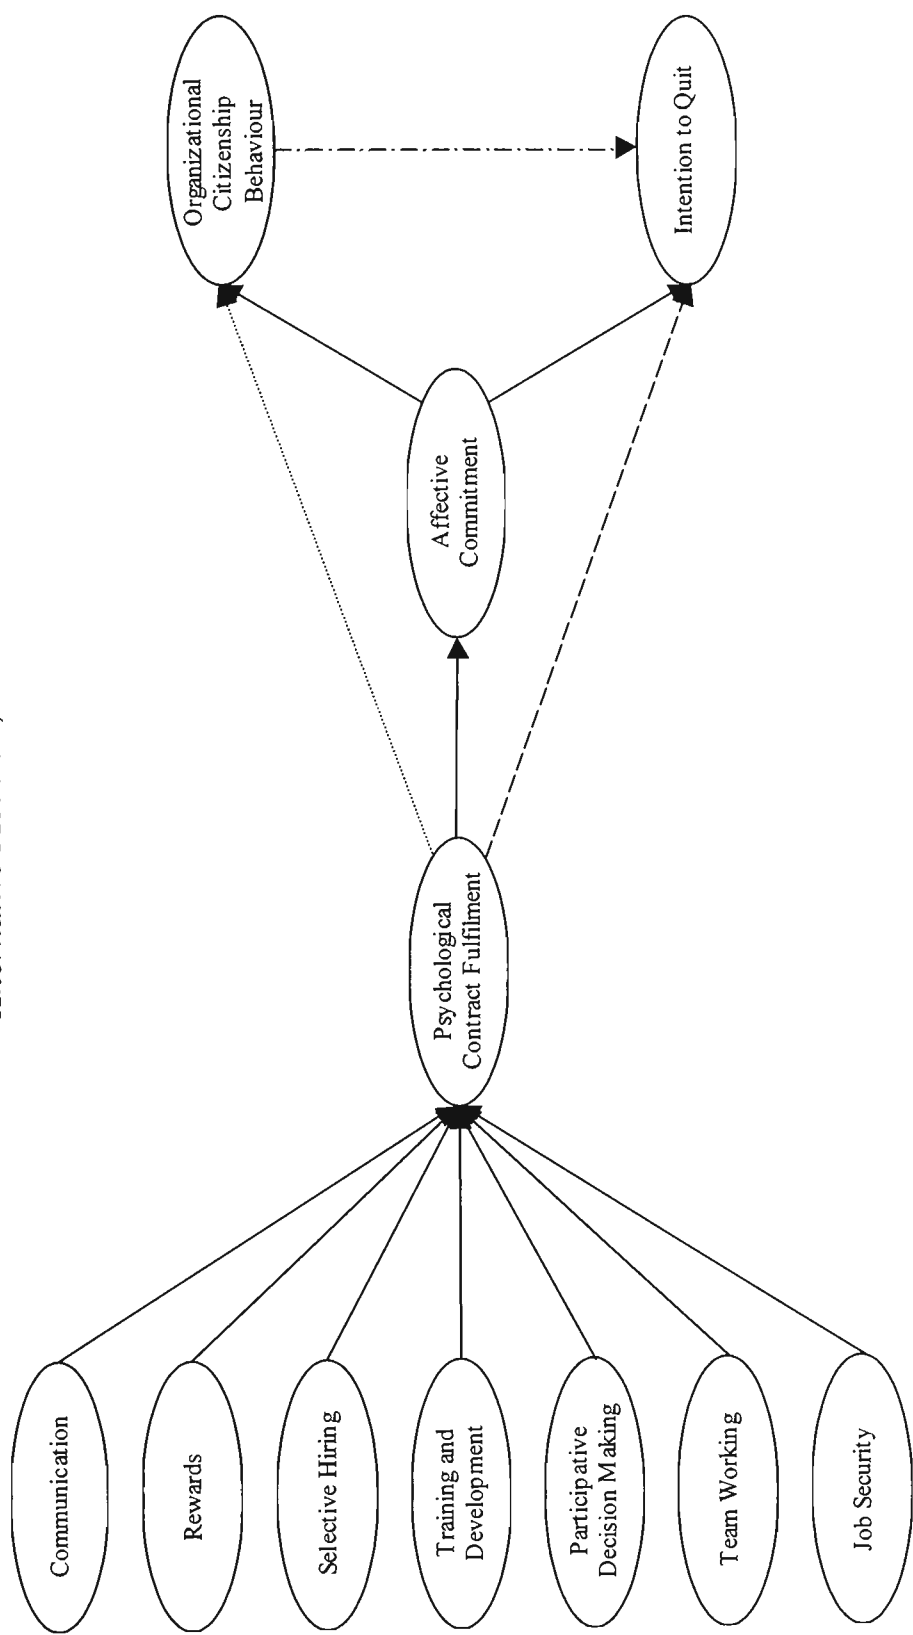 Communication
Rewards
Selective Hiring
Training and
Development
Participative
Decision Making
Team Working
Job Security
Psychological
Contract Fulfilment
Affective
Commitment
Organizational
Citizenship
Behaviour
Intention to Quit